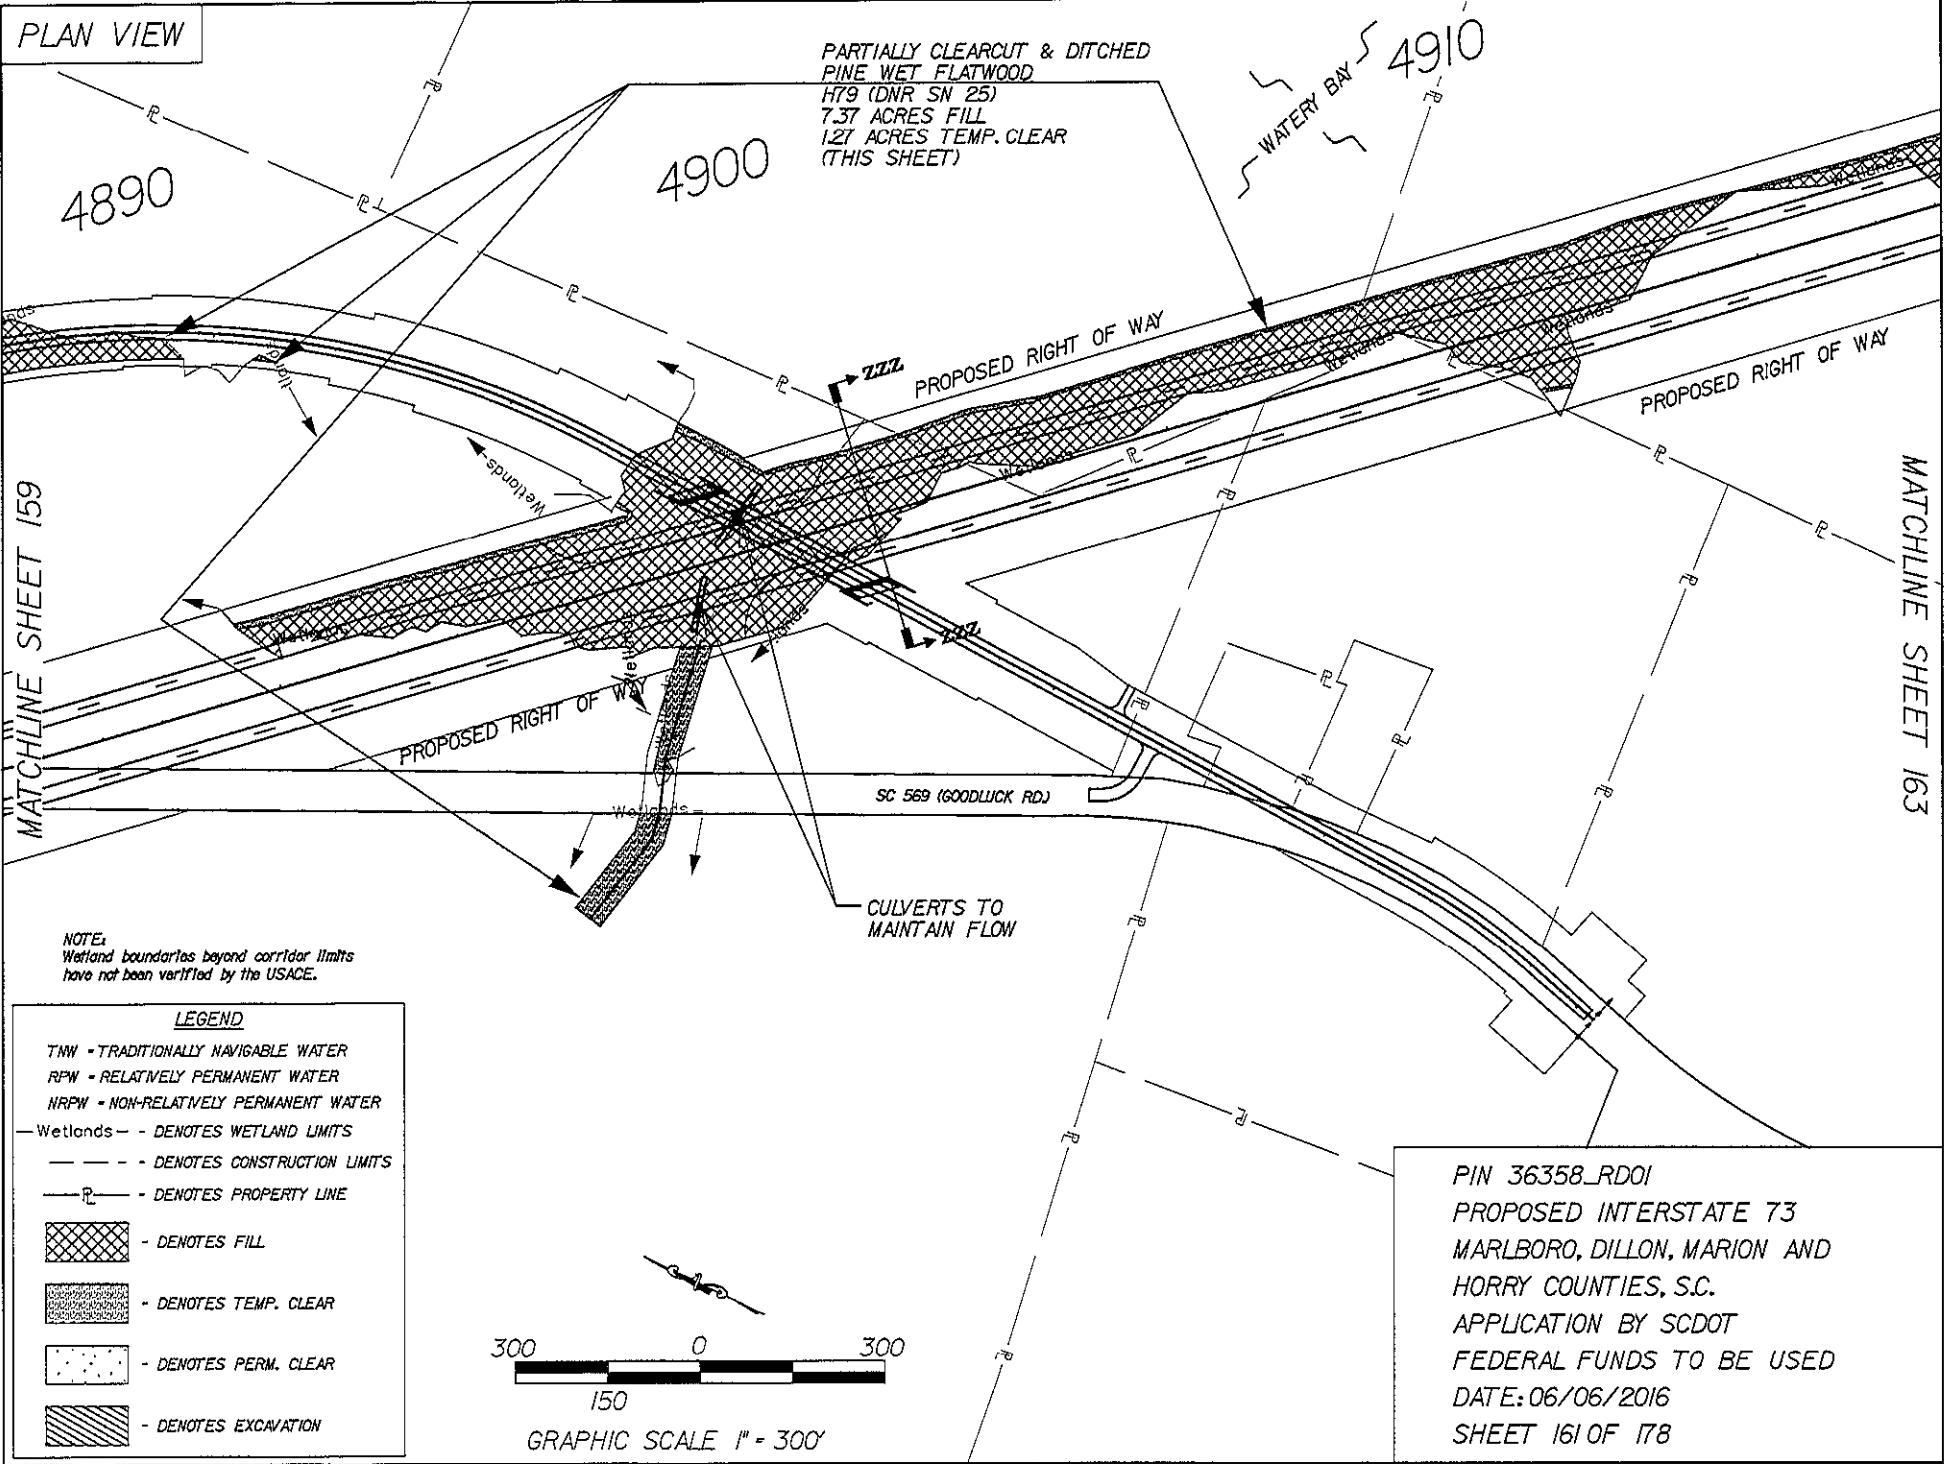 PLAN VIEW
PARTIALLY CLEARCUT & DITCHED
PINE WET FLATWOOD
H79 (DNR SN 25)
7.37 ACRES FILL
1.27 ACRES TEMP. CLEAR
(THIS SHEET)
4890
4900
4910
WATERY BAY
Wetlands
PROPOSED RIGHT OF WAY
ZZZ
Wetlands
Wetlands
PROPOSED RIGHT OF WAY
Wetlands
Wetlands
ZZZ
Wetlands
PROPOSED RIGHT OF WAY
MATCHLINE SHEET 159
MATCHLINE SHEET 163
SC 569 (GOODLUCK RD.)
Wetlands
CULVERTS TO
MAINTAIN FLOW
NOTE:
Wetland boundaries beyond corridor limits
have not been verified by the USACE.
LEGEND
TNW - TRADITIONALLY NAVIGABLE WATER
RPW - RELATIVELY PERMANENT WATER
NRPW - NON-RELATIVELY PERMANENT WATER
Wetlands - DENOTES WETLAND LIMITS
- DENOTES CONSTRUCTION LIMITS
PL - DENOTES PROPERTY LINE
- DENOTES FILL
- DENOTES TEMP. CLEAR
- DENOTES PERM. CLEAR
- DENOTES EXCAVATION
300 0 300
150
GRAPHIC SCALE 1" = 300'
PIN 36358_RD01
PROPOSED INTERSTATE 73
MARLBORO, DILLON, MARION AND
HORRY COUNTIES, S.C.
APPLICATION BY SCDOT
FEDERAL FUNDS TO BE USED
DATE: 06/06/2016
SHEET 161 OF 178